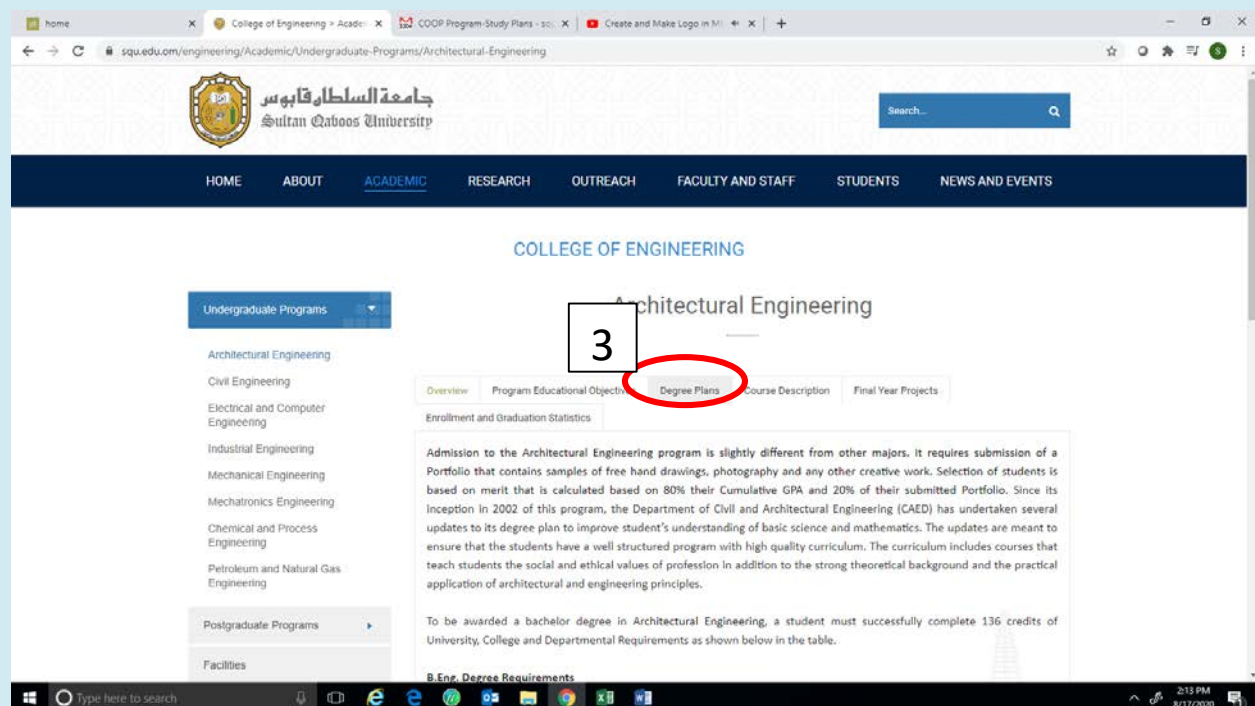 home
College of Engineering > Acade
COOP Program-Study Plans - so
Create and Make Logo in Mi
squ.edu.om/engineering/Academic/Undergraduate-Programs/Architectural-Engineering
جامعة السلطان قابوس
Sultan Qaboos University
Search...
HOME ABOUT ACADEMIC RESEARCH OUTREACH FACULTY AND STAFF STUDENTS NEWS AND EVENTS
COLLEGE OF ENGINEERING
Undergraduate Programs
Architectural Engineering
Civil Engineering
Electrical and Computer
Engineering
Industrial Engineering
Mechanical Engineering
Mechatronics Engineering
Chemical and Process
Engineering
Petroleum and Natural Gas
Engineering
Postgraduate Programs
Facilities
Architectural Engineering
3
Overview Program Educational Objectives Degree Plans Course Description Final Year Projects
Enrollment and Graduation Statistics
Admission to the Architectural Engineering program is slightly different from other majors. It requires submission of a
Portfolio that contains samples of free hand drawings, photography and any other creative work. Selection of students is
based on merit that is calculated based on 80% their Cumulative GPA and 20% of their submitted Portfolio. Since its
inception in 2002 of this program, the Department of Civil and Architectural Engineering (CAED) has undertaken several
updates to its degree plan to improve student's understanding of basic science and mathematics. The updates are meant to
ensure that the students have a well structured program with high quality curriculum. The curriculum includes courses that
teach students the social and ethical values of profession in addition to the strong theoretical background and the practical
application of architectural and engineering principles.
To be awarded a bachelor degree in Architectural Engineering, a student must successfully complete 136 credits of
University, College and Departmental Requirements as shown below in the table.
B.Eng. Degree Requirements
Type here to search
2:13 PM
8/17/2020